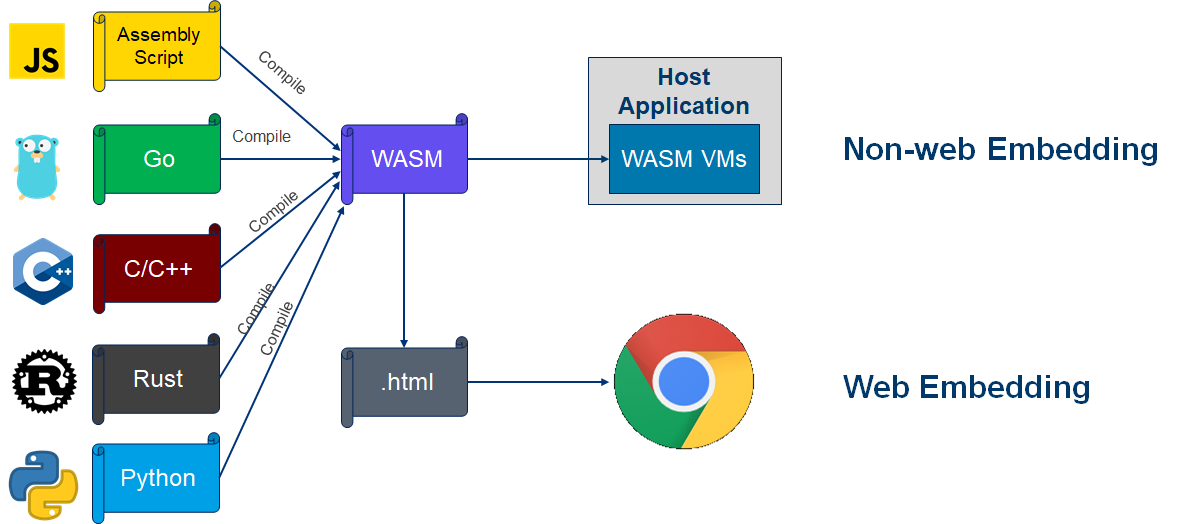 JS
Assembly
Script
Compile
Host
Application
Go
Compile
WASM
WASM VMs
Non-web Embedding
C/C++
C++
Compile
Rust
R
Compile
.html
Web Embedding
Python
Compile